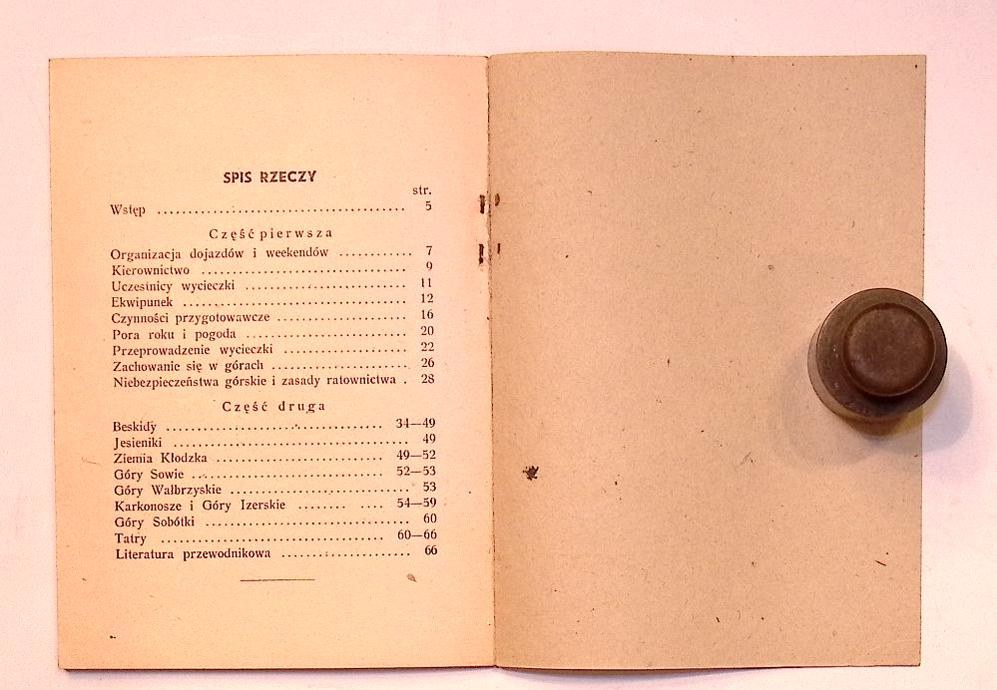 SPIS RZECZY
str.
Wstęp ........................................ 5
Część pierwsza
Organizacja dojazdów i weekendów ............ 7
Kierownictwo ................................. 9
Uczestnicy wycieczki .............................. 11
Ekwipunek .................................... 12
Czynności przygotowawcze ..................... 16
Pora roku i pogoda .......................... 20
Przeprowadzenie wycieczki .................... 22
Zachowanie się w górach ...................... 26
Niebezpieczeństwa górskie i zasady ratownictwa . 28
Część druga
Beskidy ................................... 34—49
Jesieniki ...................................... 49
Ziemia Kłodzka ........................... 49—52
Góry Sowie ............................... 52—53
Góry Wałbrzyskie ............................. 53
Karkonosze i Góry Izerskie ........ .... 54—59
Góry Sobótki ................................. 60
Tatry .................................... 60—66
Literatura przewodnikowa ..................... 66